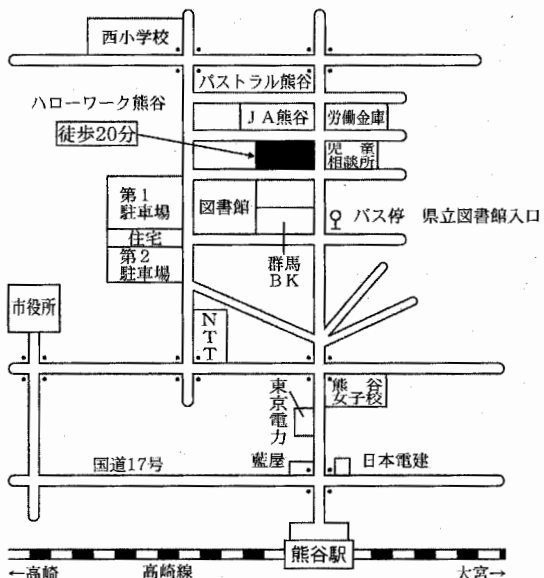 西小学校
パストラル熊谷
ハローワーク熊谷
JA熊谷
労働金庫
徒歩20分
児童
相談所
第1
駐車場
図書館
バス停 県立図書館入口
住宅
第2
駐車場
群馬
BK
市役所
NTT
熊谷
女子校
東京電力
国道17号
藍屋
日本電建
熊谷駅
←高崎
高崎線
大宮→